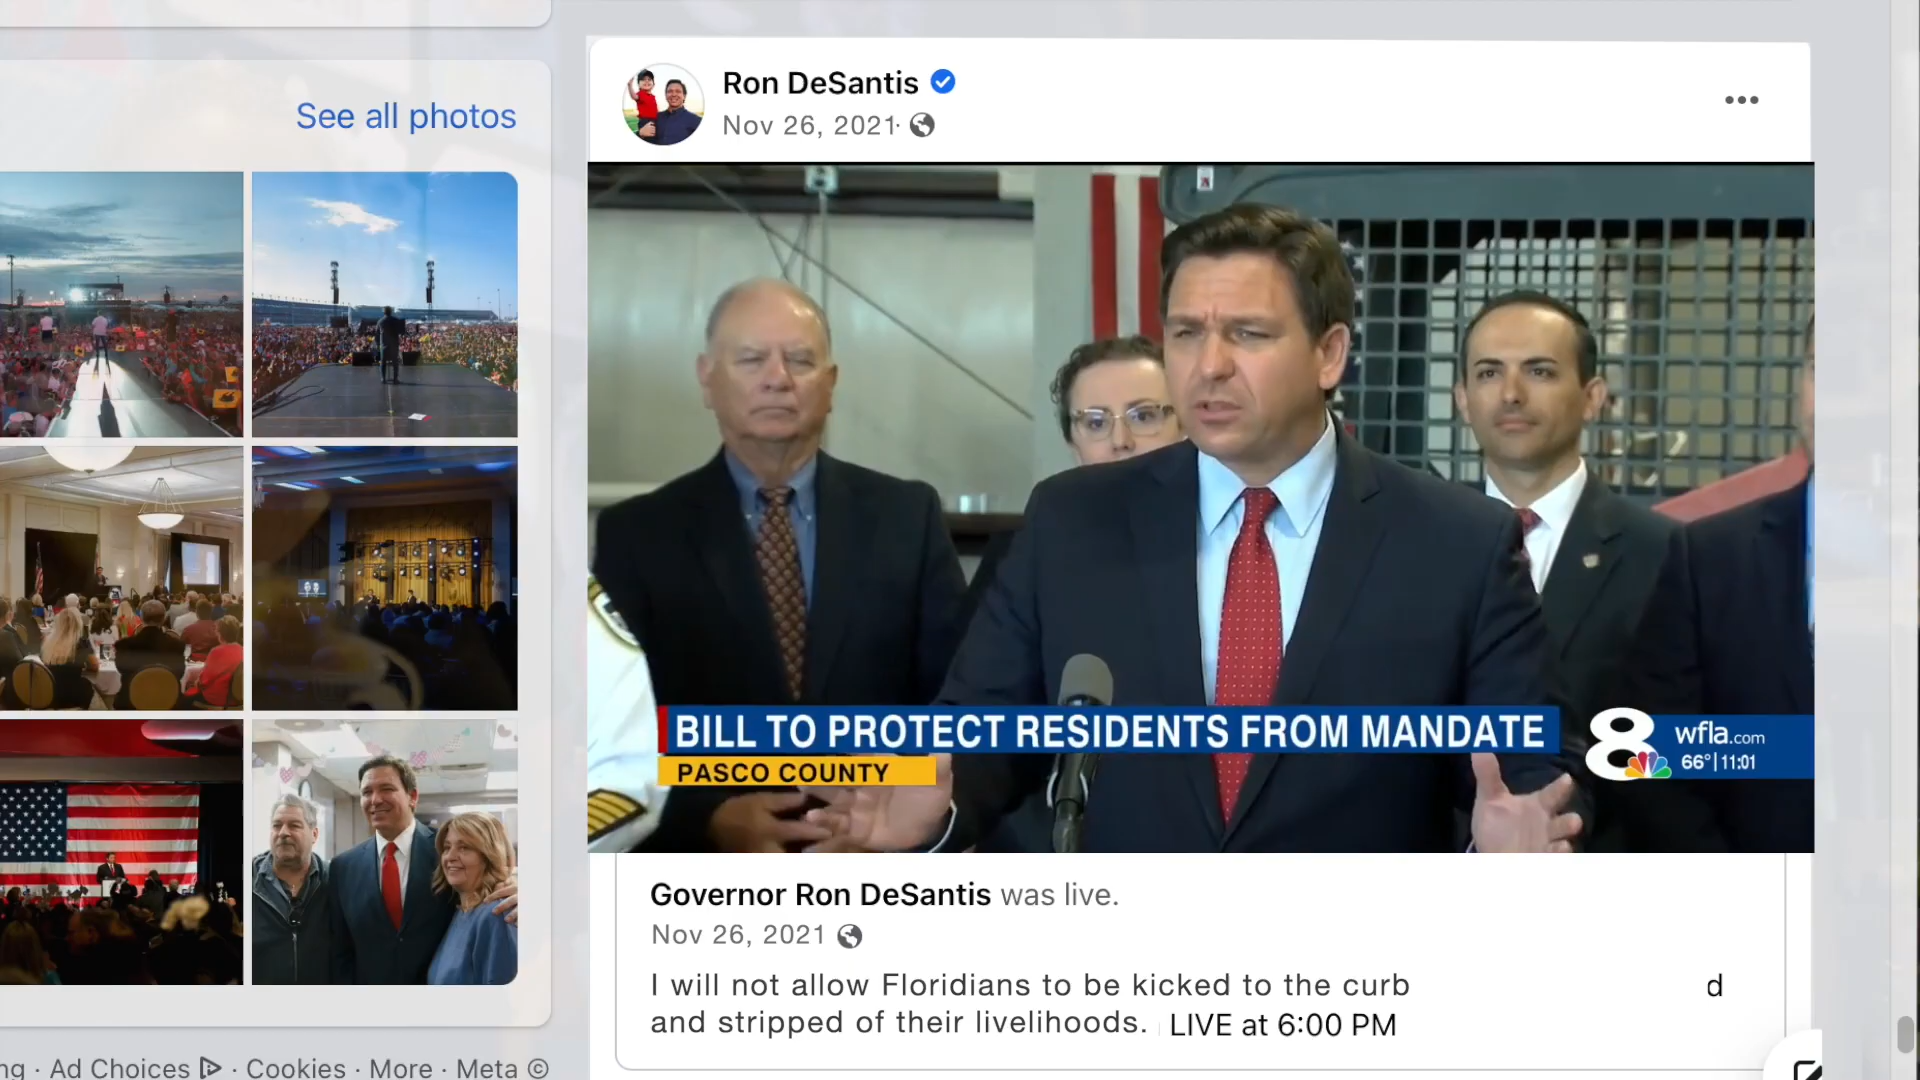 See all photos
Ron DeSantis
Nov 26, 2021·
BILL TO PROTECT RESIDENTS FROM MANDATE
PASCO COUNTY
8 wfla.com
66° | 11:01
Governor Ron DeSantis was live.
Nov 26, 2021
I will not allow Floridians to be kicked to the curb d
and stripped of their livelihoods. LIVE at 6:00 PM
ng · Ad Choices · Cookies · More · Meta ©